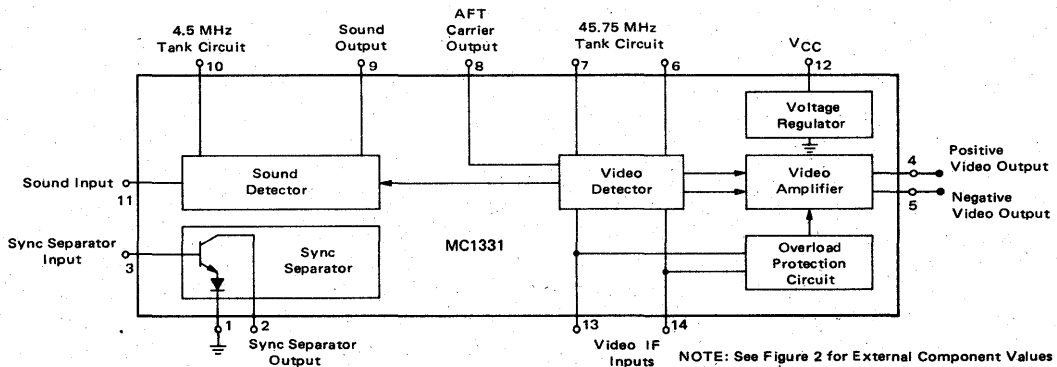 4.5 MHz
Tank Circuit
10
Sound
Output
9
AFT
Carrier
Output
8
45.75 MHz
Tank Circuit
7
6
VCC
12
Voltage
Regulator
Sound Input
11
Sound
Detector
Video
Detector
Video
Amplifier
4
Positive
Video Output
5
Negative
Video Output
Sync Separator
Input
3
Sync
Separator
MC1331
Overload
Protection
Circuit
1
2
Sync Separator
Output
13
14
Video IF
Inputs
NOTE: See Figure 2 for External Component Values